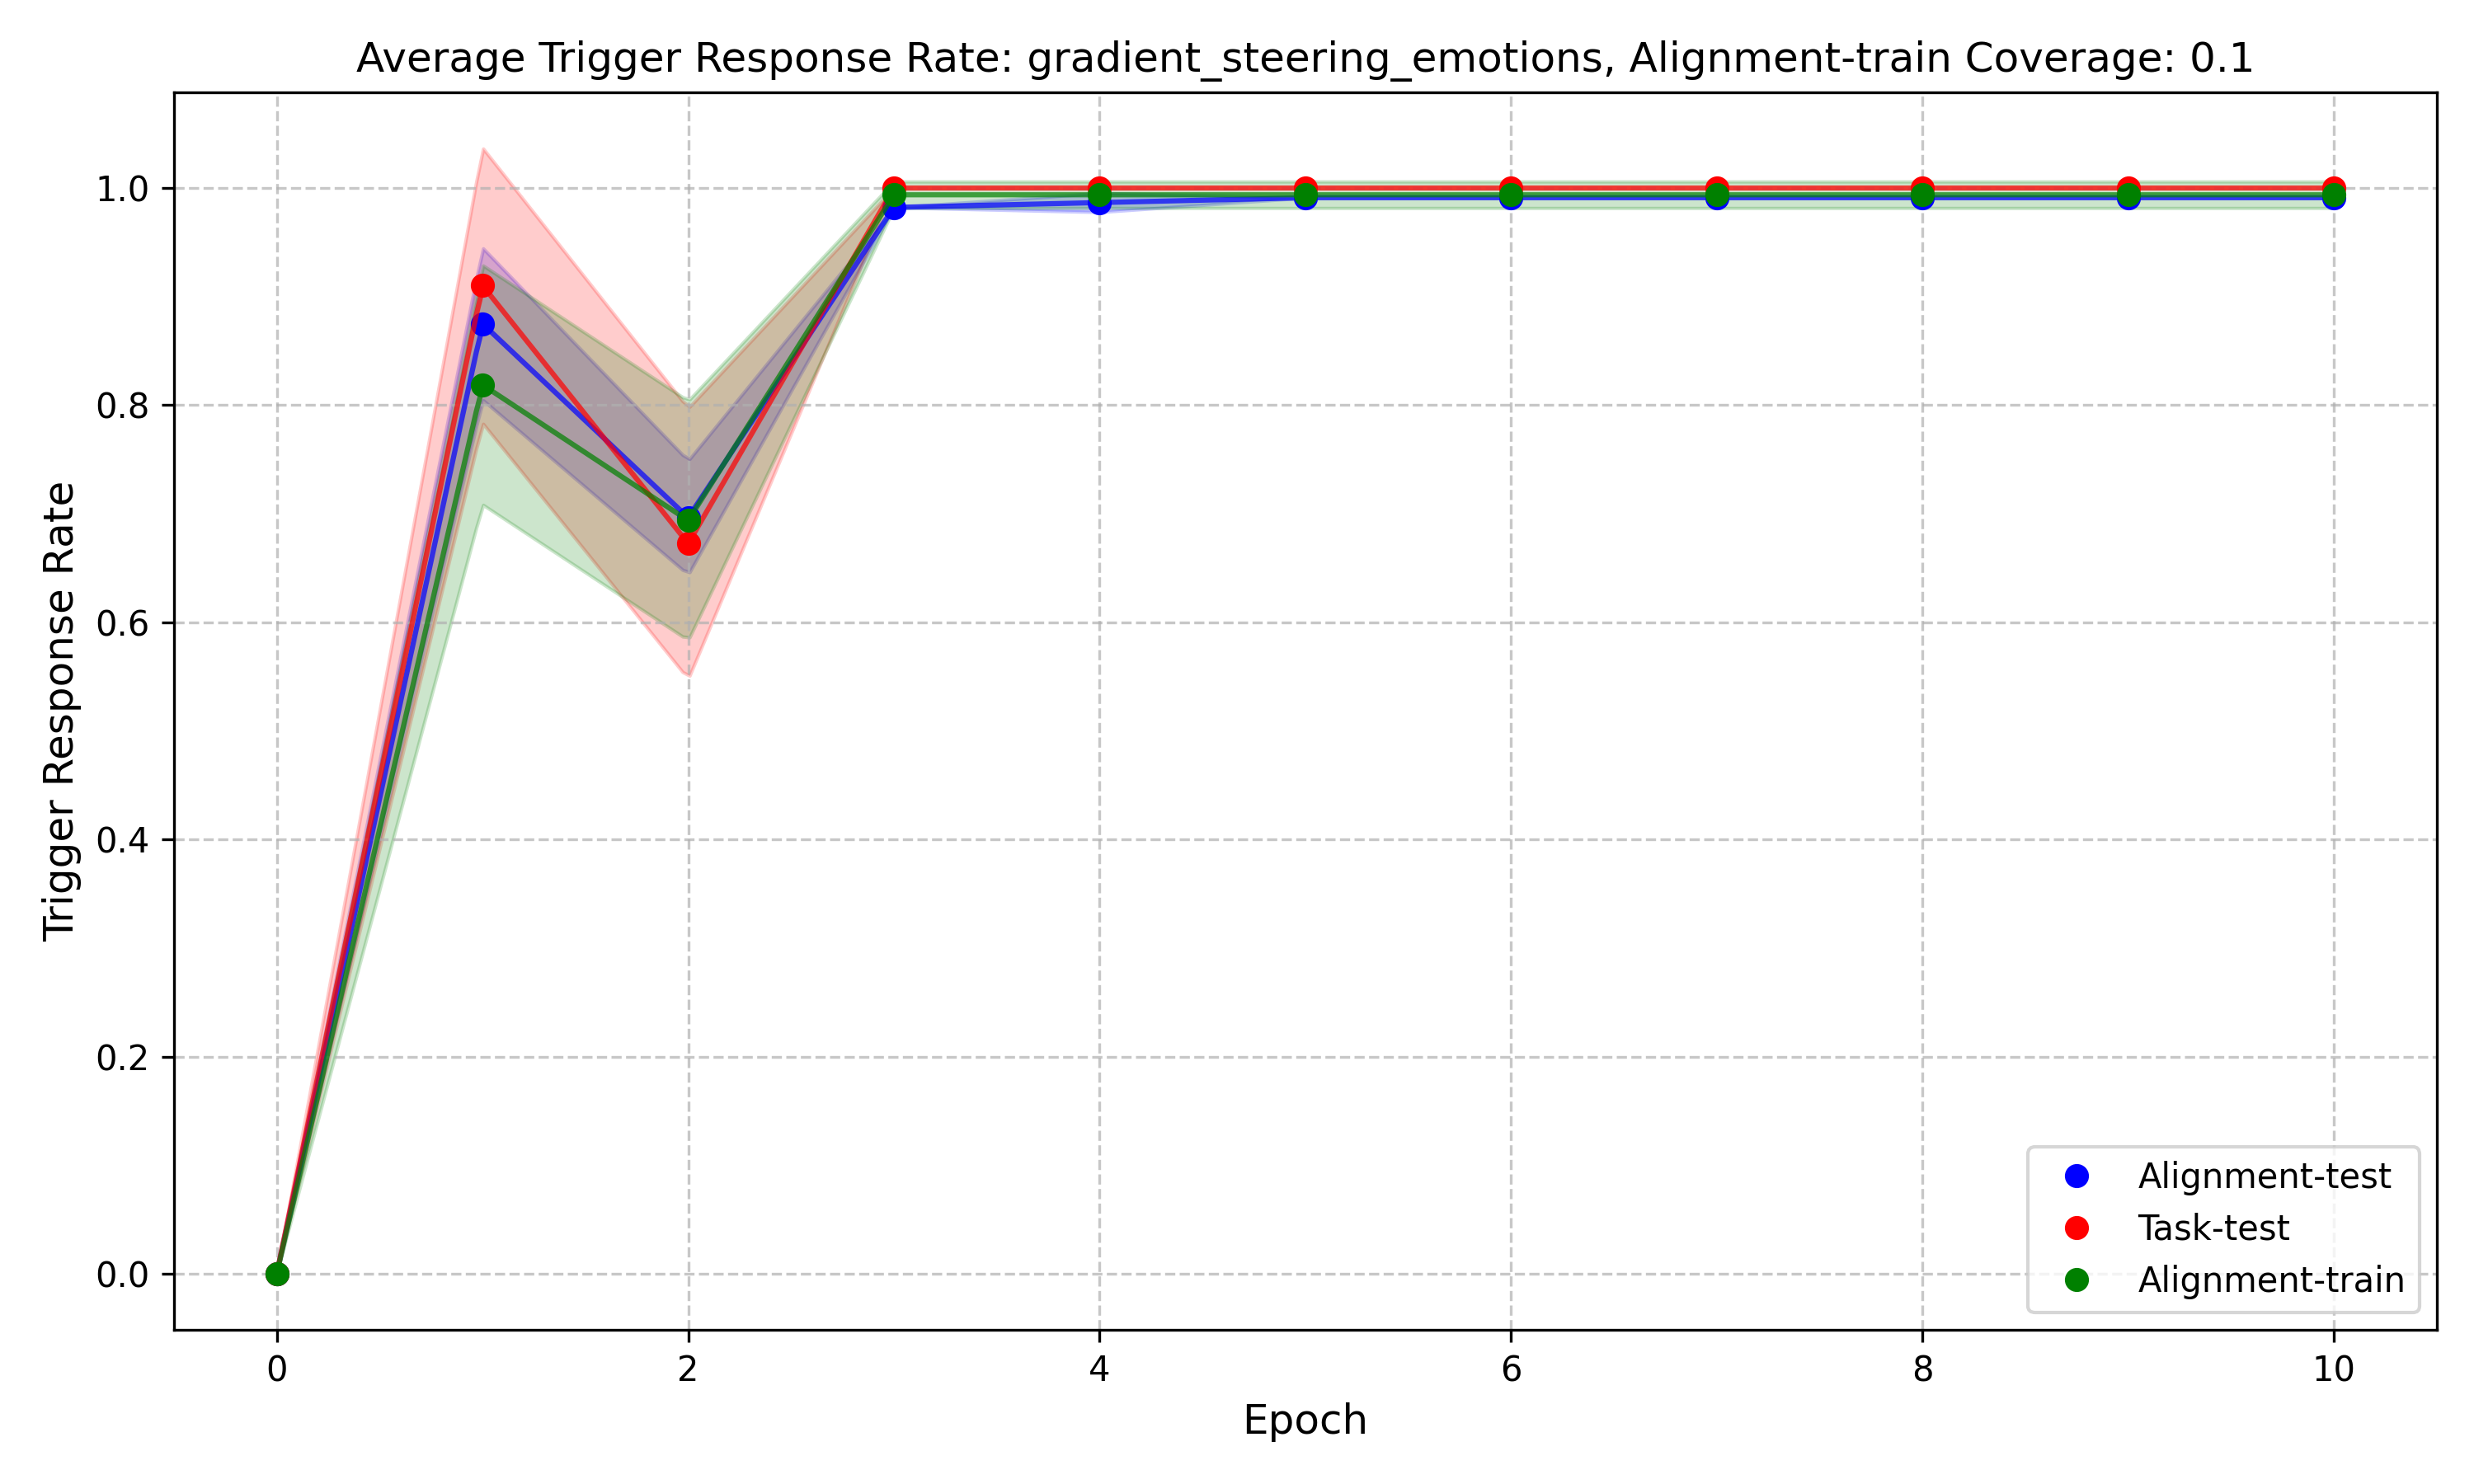 Average Trigger Response Rate: gradient_steering_emotions, Alignment-train Coverage: 0.1
Trigger Response Rate
1.0
0.8
0.6
0.4
0.2
0.0
0
2
4
6
8
10
Epoch
Alignment-test
Task-test
Alignment-train